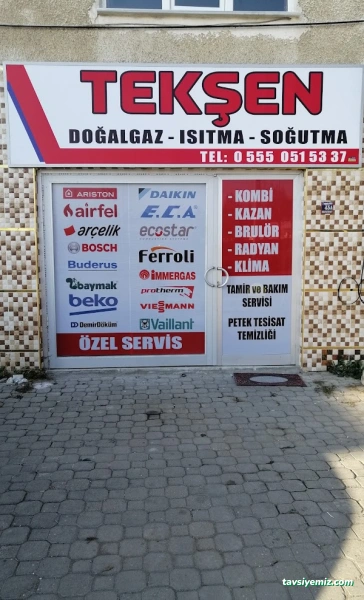 TEKŞEN
DOĞALGAZ - ISITMA - SOĞUTMA
TEL: 0 555 051 53 37
ARISTON
DAIKIN
airfel
E.C.A
arçelik
ecostar
BOSCH
Ferroli
Buderus
IMMERGAS
baymak
protherm
beko
VIESMANN
DemirDöküm
Vaillant
ÖZEL SERVİS
- KOMBİ
- KAZAN
- BRULÖR
- RADYAN
- KLİMA
TAMİR ve BAKIM
SERVİSİ
PETEK TESİSAT
TEMİZLİĞİ
tavsiyemiz.com